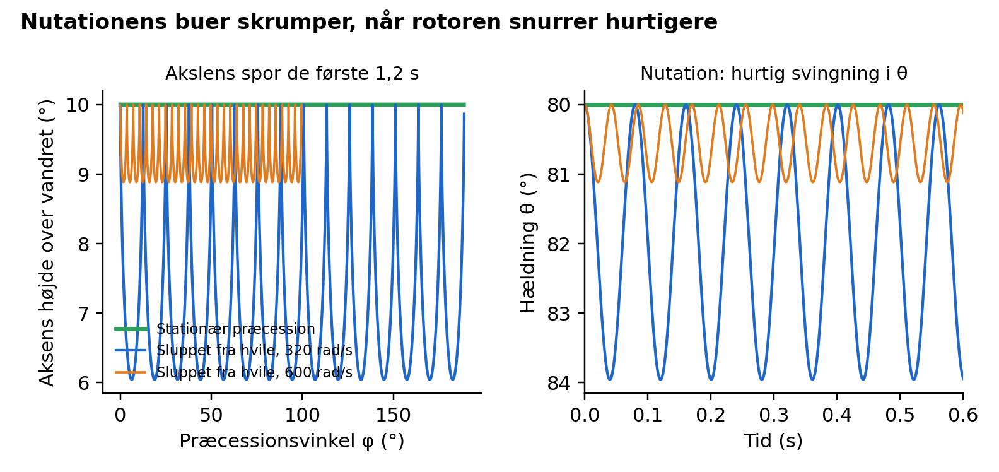 Nutationens buer skrumper, når rotoren snurrer hurtigere
Akslens spor de første 1,2 s
Aksens højde over vandret (°)
10
9
8
7
6
Stationær præcession
Sluppet fra hvile, 320 rad/s
Sluppet fra hvile, 600 rad/s
0 50 100 150
Præcessionsvinkel φ (°)
Nutation: hurtig svingning i θ
Hældning θ (°)
80
81
82
83
84
0.0 0.1 0.2 0.3 0.4 0.5 0.6
Tid (s)